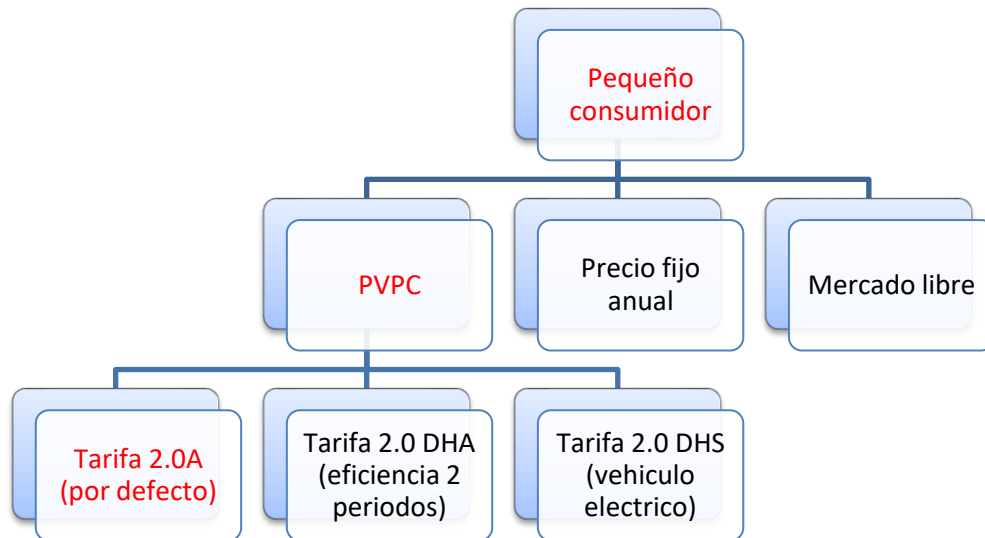 Pequeño
consumidor
PVPC
Precio fijo
anual
Mercado libre
Tarifa 2.0A
(por defecto)
Tarifa 2.0 DHA
(eficiencia 2
periodos)
Tarifa 2.0 DHS
(vehiculo
electrico)